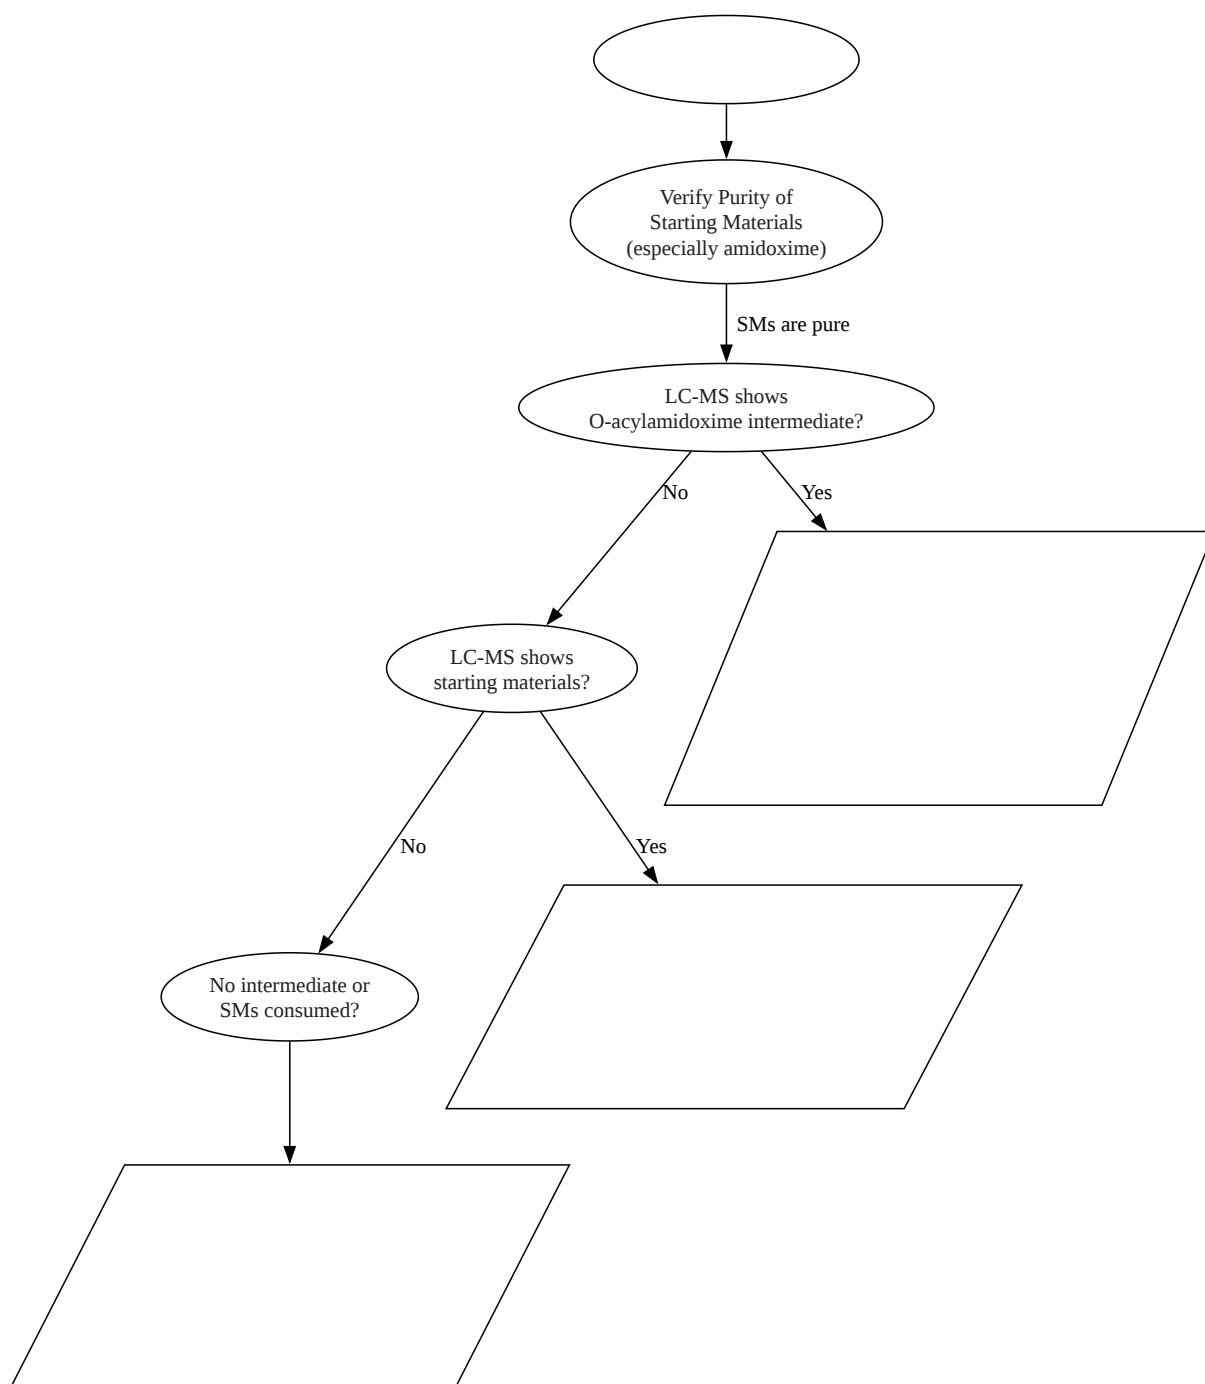 Verify Purity of
Starting Materials
(especially amidoxime)
SMs are pure
LC-MS shows
O-acylamidoxime intermediate?
No
Yes
LC-MS shows
starting materials?
No
Yes
No intermediate or
SMs consumed?